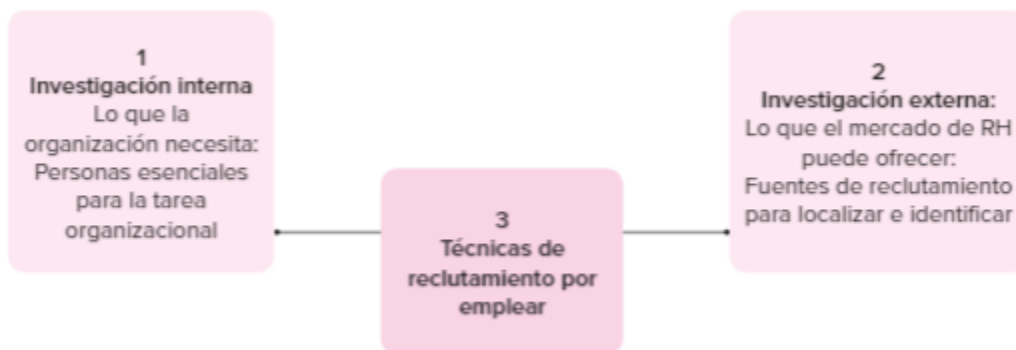 1
Investigación interna
Lo que la
organización necesita:
Personas esenciales
para la tarea
organizacional
2
Investigación externa:
Lo que el mercado de RH
puede ofrecer:
Fuentes de reclutamiento
para localizar e identificar
3
Técnicas de
reclutamiento por
emplear